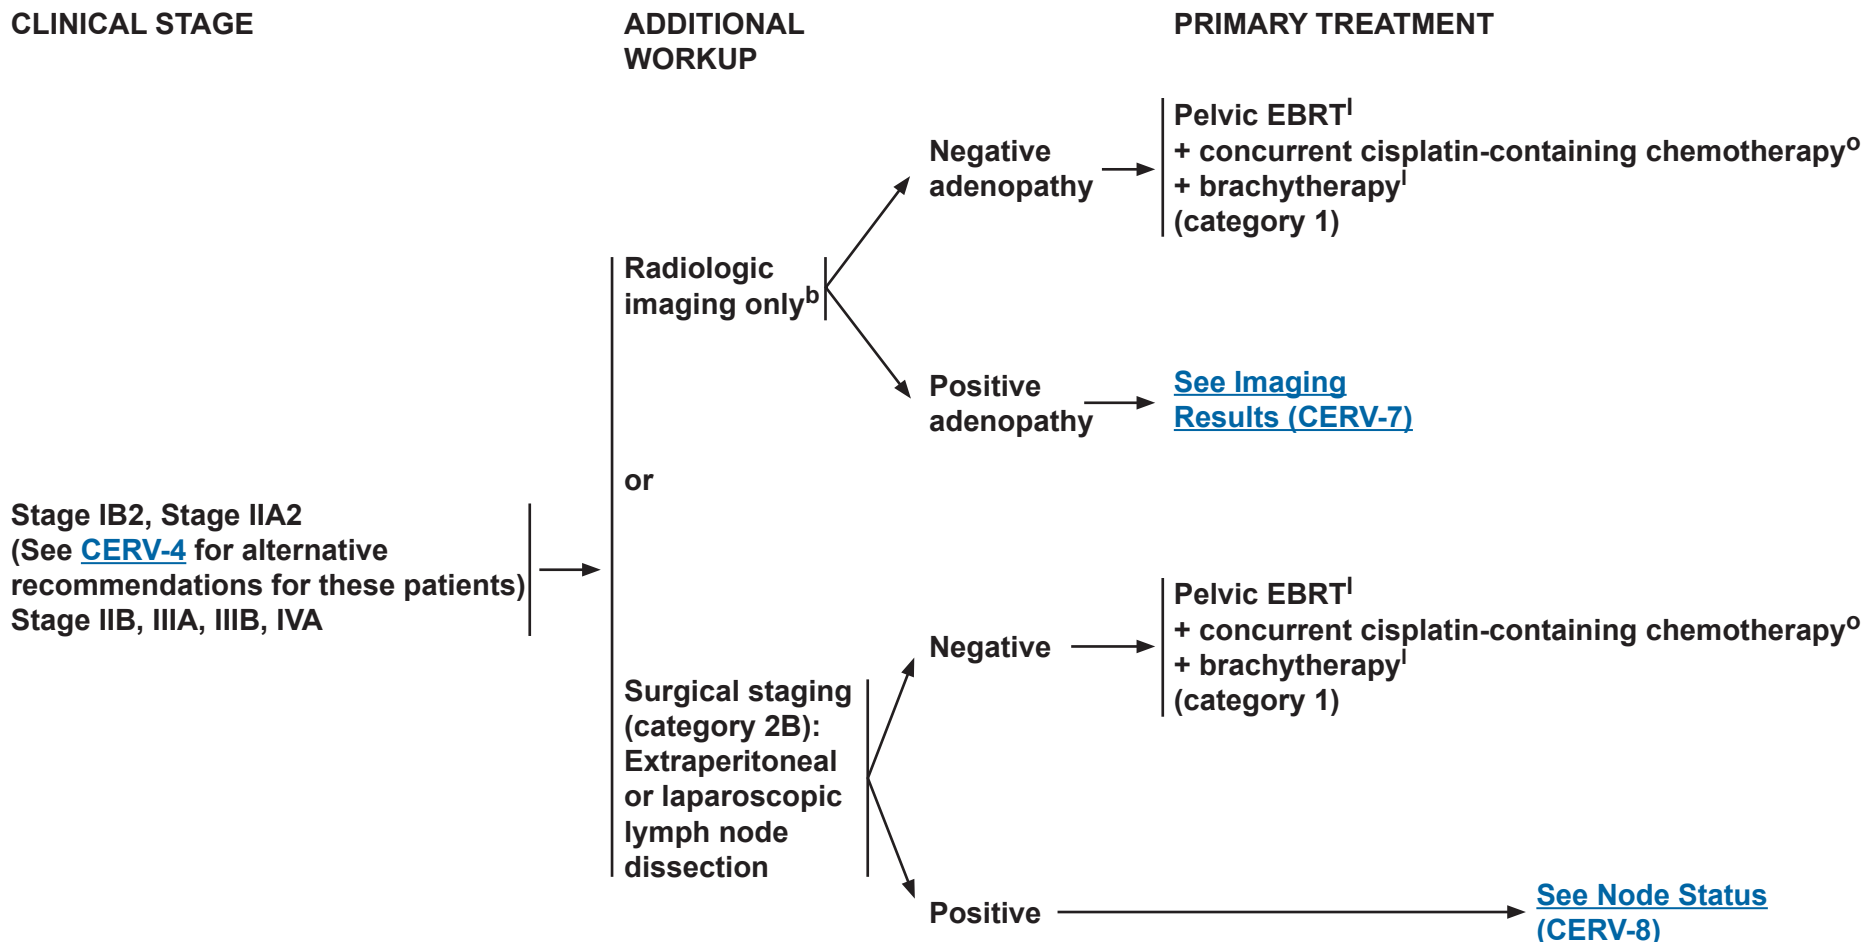 CLINICAL STAGE
ADDITIONAL
WORKUP
PRIMARY TREATMENT
Stage IB2, Stage IIA2
(See CERV-4 for alternative
recommendations for these patients)
Stage IIB, IIIA, IIIB, IVA
Radiologic
imaging onlyb
Negative
adenopathy
Pelvic EBRTl
+ concurrent cisplatin-containing chemotherapyo
+ brachytherapyl
(category 1)
Positive
adenopathy
See Imaging
Results (CERV-7)
or
Surgical staging
(category 2B):
Extraperitoneal
or laparoscopic
lymph node
dissection
Negative
Pelvic EBRTl
+ concurrent cisplatin-containing chemotherapyo
+ brachytherapyl
(category 1)
Positive
See Node Status
(CERV-8)